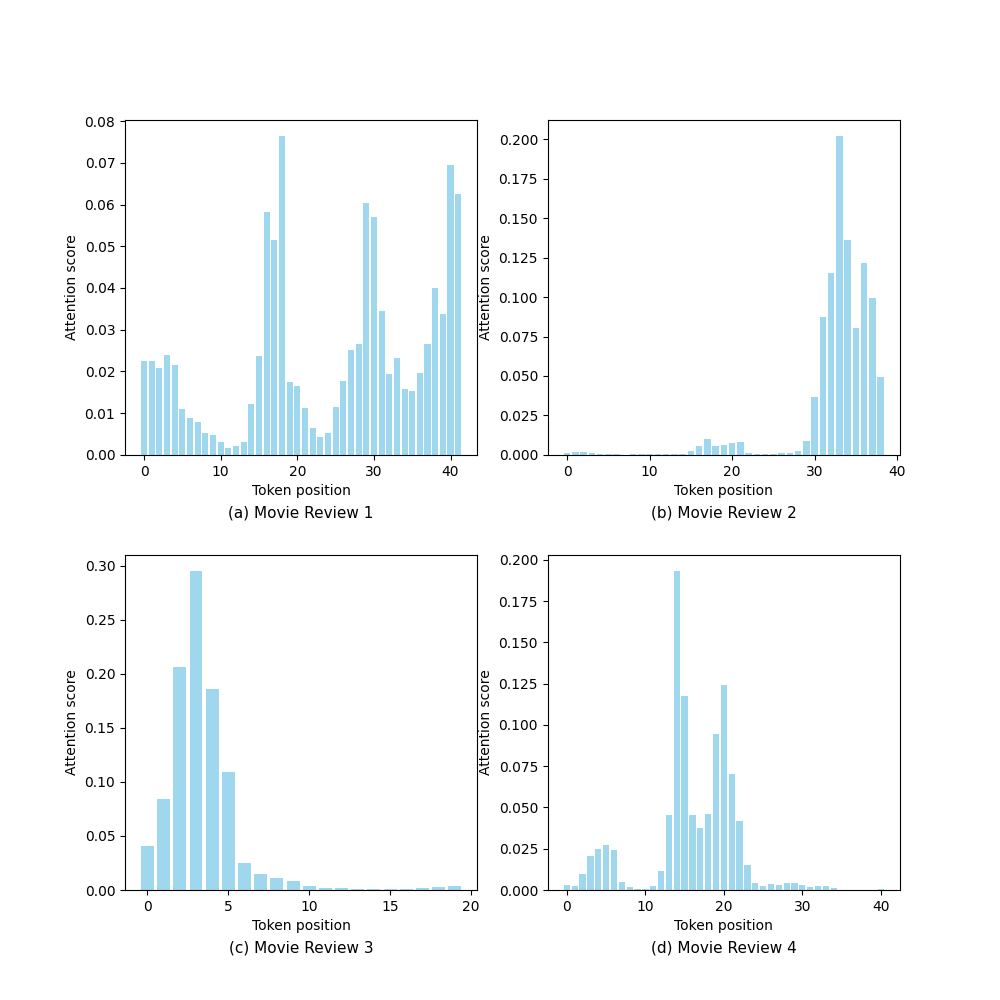 0.08
0.07
0.06
0.05
0.04
0.03
0.02
0.01
0.00
Attention score
0 10 20 30 40
Token position
(a) Movie Review 1
0.200
0.175
0.150
0.125
0.100
0.075
0.050
0.025
0.000
Attention score
0 10 20 30 40
Token position
(b) Movie Review 2
0.30
0.25
0.20
0.15
0.10
0.05
0.00
Attention score
0 5 10 15 20
Token position
(c) Movie Review 3
0.200
0.175
0.150
0.125
0.100
0.075
0.050
0.025
0.000
Attention score
0 10 20 30 40
Token position
(d) Movie Review 4